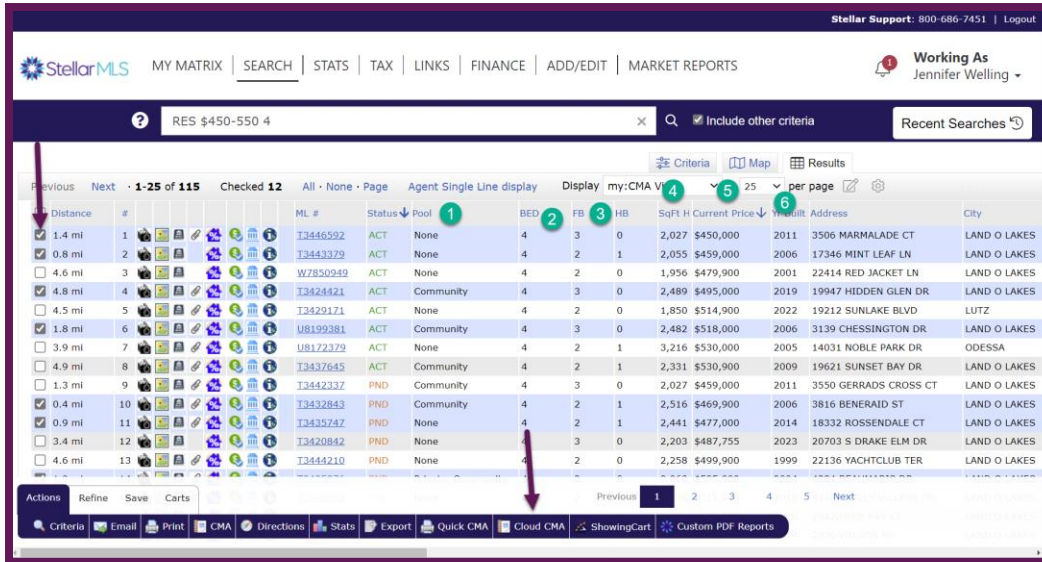 Stellar Support: 800-686-7451 | Logout
StellarMLS MY MATRIX | SEARCH | STATS | TAX | LINKS | FINANCE | ADD/EDIT | MARKET REPORTS 1 Working As
Jennifer Welling
? RES $450-550 4 × Include other criteria Recent Searches
Criteria Map Results
Previous Next · 1-25 of 115 Checked 12 All · None · Page Agent Single Line display Display my:CMA 4 5 25 per page
Distance # ML # Status Pool 1 BED 2 FB 3 HB SqFt H Current Price 6 Built Address City
1.4 mi 1 T3446592 ACT None 4 3 0 2,027 $450,000 2011 3506 MARMALADE CT LAND O LAKES
0.8 mi 2 T3443379 ACT None 4 2 1 2,055 $459,000 2006 17346 MINT LEAF LN LAND O LAKES
4.6 mi 3 W7850949 ACT None 4 2 0 1,956 $479,900 2001 22414 RED JACKET LN LAND O LAKES
4.8 mi 4 T3424421 ACT Community 4 3 0 2,489 $495,000 2019 19947 HIDDEN GLEN DR LAND O LAKES
4.5 mi 5 T3429171 ACT None 4 2 0 1,850 $514,900 2022 19212 SUNLAKE BLVD LUTZ
1.8 mi 6 U8199381 ACT Community 4 3 0 2,482 $518,000 2006 3139 CHESSINGTON DR LAND O LAKES
3.9 mi 7 U8172379 ACT None 4 2 1 3,216 $530,000 2005 14031 NOBLE PARK DR ODESSA
4.9 mi 8 T3437645 ACT Community 4 2 1 2,331 $530,900 2009 19621 SUNSET BAY DR LAND O LAKES
1.3 mi 9 T3442337 PND Community 4 3 0 2,027 $459,000 2011 3550 GERRADS CROSS CT LAND O LAKES
0.4 mi 10 T3432843 PND Community 4 2 1 2,516 $469,900 2006 3816 BENERAID ST LAND O LAKES
0.9 mi 11 T3435747 PND None 4 2 1 2,441 $477,000 2014 18332 ROSSENDALE CT LAND O LAKES
3.4 mi 12 T3420842 PND None 4 3 0 2,203 $487,755 2023 20703 S DRAKE ELM DR LAND O LAKES
4.6 mi 13 T3444210 PND None 4 2 0 2,258 $499,900 1999 22136 YACHTCLUB TER LAND O LAKES
Actions Refine Save Carts Previous 1 2 3 4 5 Next
Criteria Email Print CMA Directions Stats Export Quick CMA Cloud CMA ShowingCart Custom PDF Reports